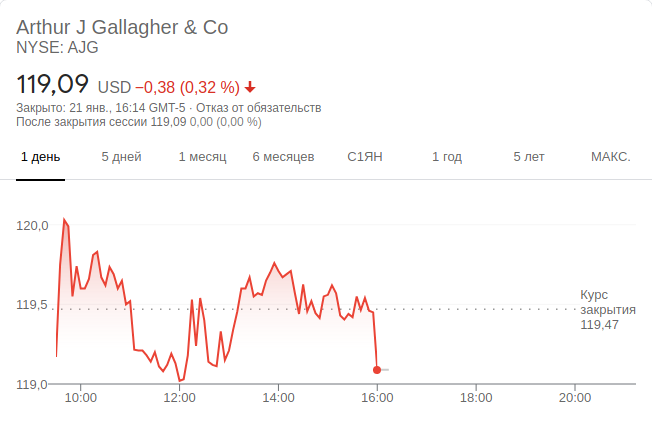 Arthur J Gallagher & Co
NYSE: AJG
119,09 USD −0,38 (0,32 %)
Закрыто: 21 янв., 16:14 GMT-5 · Отказ от обязательств
После закрытия сессии 119,09 0,00 (0,00 %)
1 день 5 дней 1 месяц 6 месяцев С1ЯН 1 год 5 лет МАКС.
120,0
119,5
Курс
закрытия
119,47
119,0
10:00 12:00 14:00 16:00 18:00 20:00